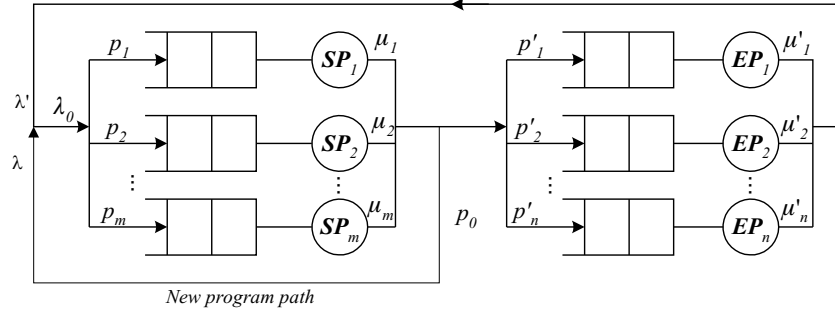 p1 SP1 μ1 p'1 EP1 μ'1
λ' λ0
p2 SP2 μ2 p'2 EP2 μ'2
λ
⋮ ⋮ ⋮ ⋮
pm SPm μm p0 p'n EPn μ'n
New program path